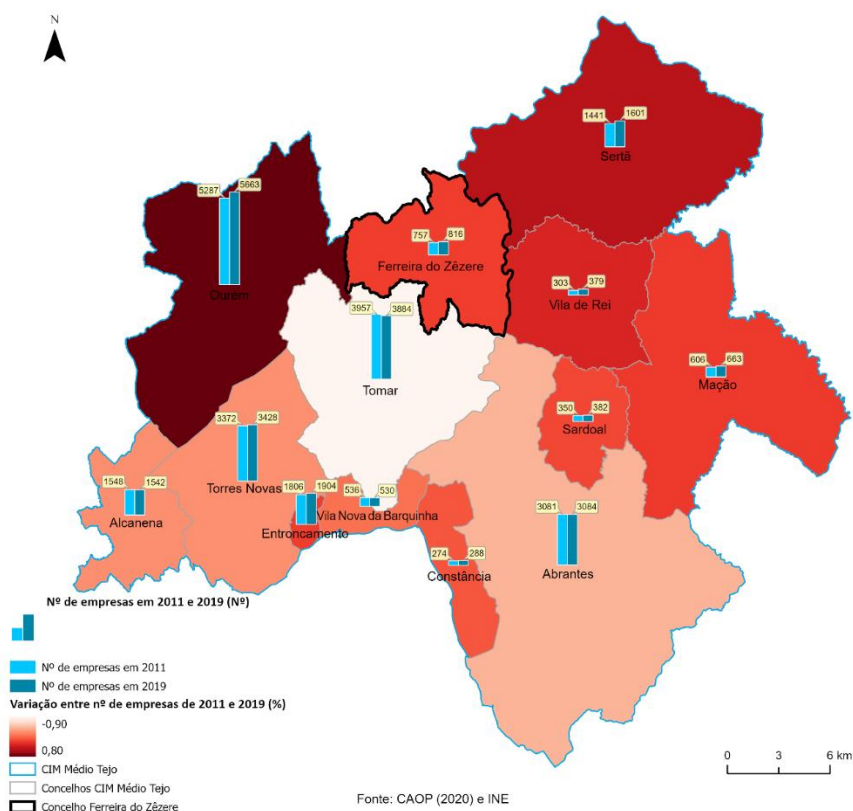 N
1441 1601
Sertã
5287 5663
Ourém
757 816
Ferreira do Zêzere
303 379
Vila de Rei
3957 3884
Tomar
606 663
Mação
350 382
Sardoal
3372 3428
Torres Novas
1548 1542
Alcanena
1806 1904
Entroncamento
536 530
Vila Nova da Barquinha
274 288
Constância
3081 3084
Abrantes
Nº de empresas em 2011 e 2019 (Nº)
Nº de empresas em 2011
Nº de empresas em 2019
Variação entre nº de empresas de 2011 e 2019 (%)
-0,90
0,80
CIM Médio Tejo
Concelhos CIM Médio Tejo
Concelho Ferreira do Zêzere
0 3 6 km
Fonte: CAOP (2020) e INE